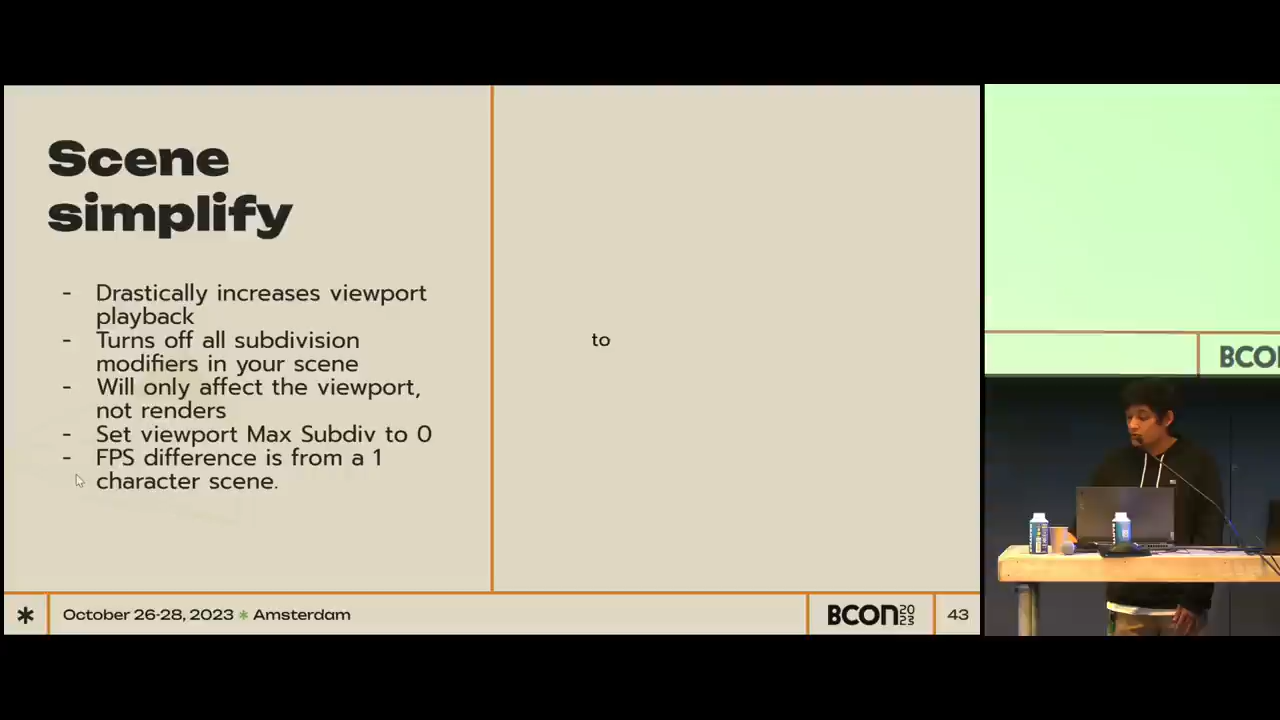 Scene
simplify
- Drastically increases viewport
playback
- Turns off all subdivision
modifiers in your scene
- Will only affect the viewport,
not renders
- Set viewport Max Subdiv to 0
- FPS difference is from a 1
character scene.
to
October 26-28, 2023 * Amsterdam
BCON 2023
43
BCO